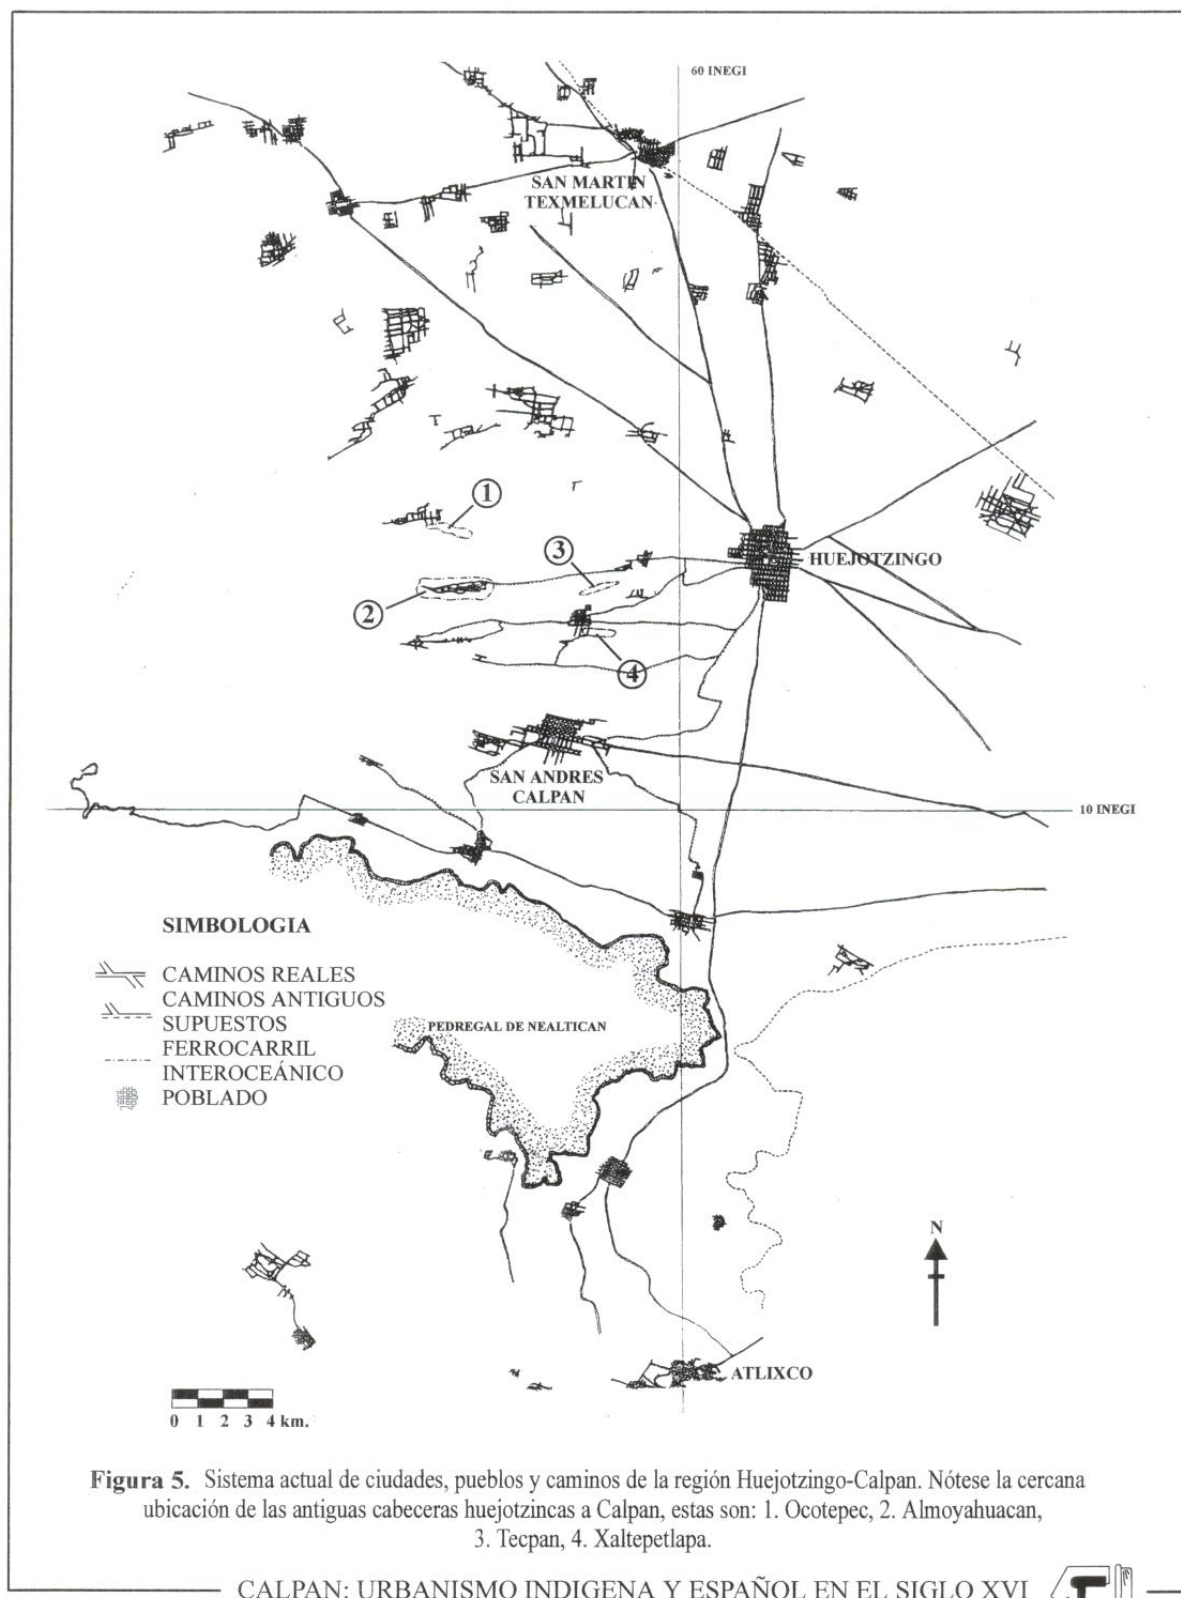 60 INEGI
SAN MARTIN
TEXMELUCAN
1
3
HUEJOTZINGO
2
4
SAN ANDRES
CALPAN
10 INEGI
SIMBOLOGIA
CAMINOS REALES
CAMINOS ANTIGUOS
SUPUESTOS
FERROCARRIL
INTEROCEÁNICO
POBLADO
PEDREGAL DE NEALTICAN
N
ATLIXCO
0 1 2 3 4 km.
Figura 5. Sistema actual de ciudades, pueblos y caminos de la región Huejotzingo-Calpan. Nótese la cercana
ubicación de las antiguas cabeceras huejotzincas a Calpan, estas son: 1. Ocotepec, 2. Almoyahuacan,
3. Tecpan, 4. Xaltepetlapa.
CALPAN: URBANISMO INDIGENA Y ESPAÑOL EN EL SIGLO XVI